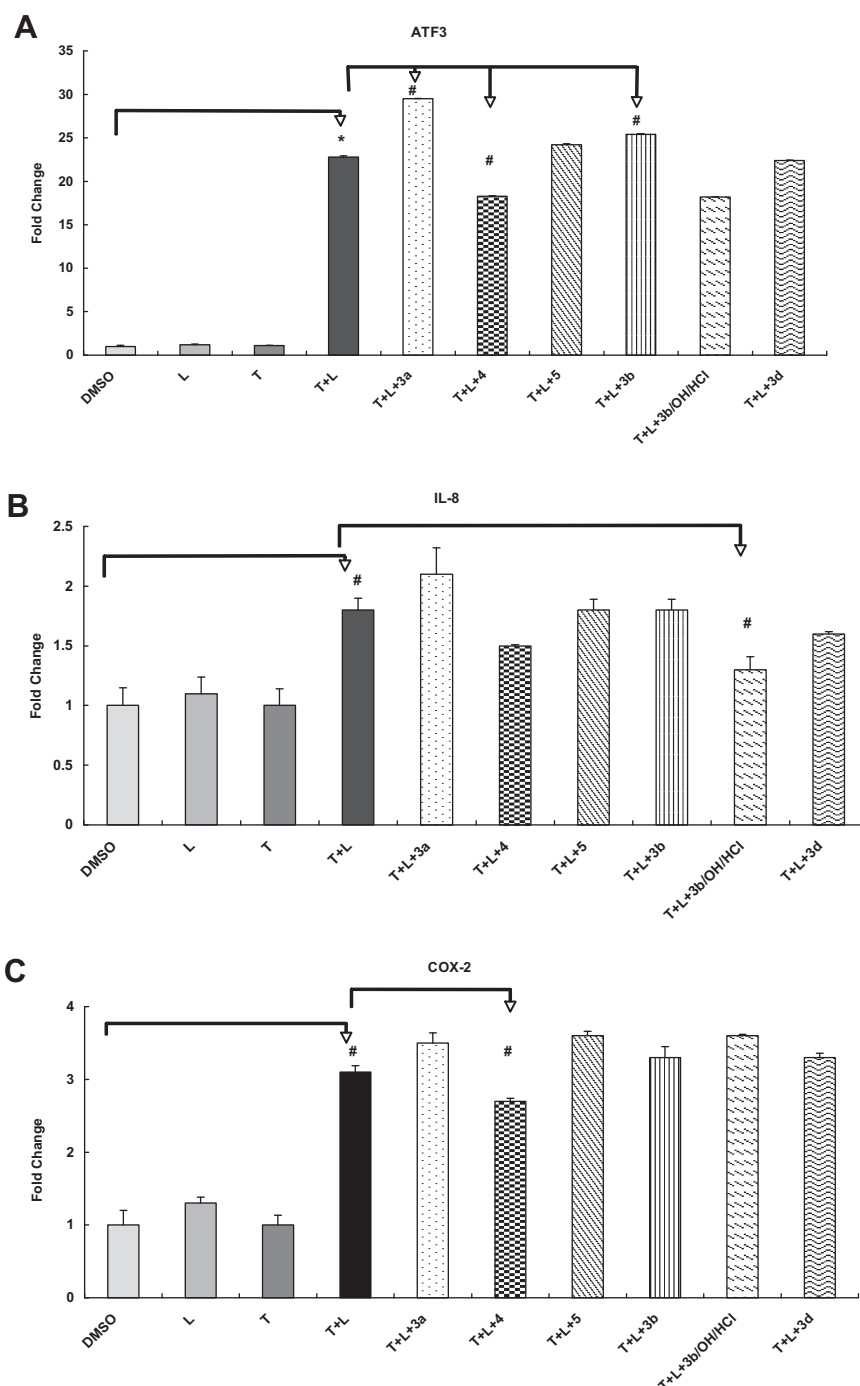 A
ATF3
Fold Change
35
30
25
20
15
10
5
0
#
#
#
*
DMSO
L
T
T+L
T+L+3a
T+L+4
T+L+5
T+L+3b
T+L+3b/OH/HCl
T+L+3d
B
IL-8
Fold Change
2.5
2
1.5
1
0.5
0
#
#
DMSO
L
T
T+L
T+L+3a
T+L+4
T+L+5
T+L+3b
T+L+3b/OH/HCl
T+L+3d
C
COX-2
Fold Change
4
3
2
1
0
#
#
DMSO
L
T
T+L
T+L+3a
T+L+4
T+L+5
T+L+3b
T+L+3b/OH/HCl
T+L+3d